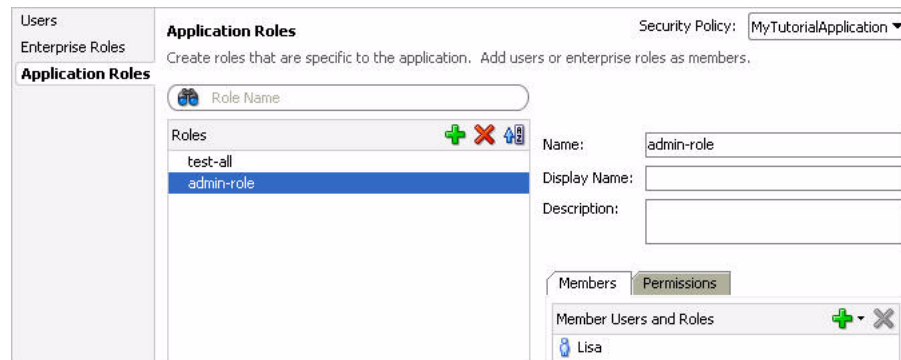 Users
Enterprise Roles
Application Roles
Application Roles
Security Policy: MyTutorialApplication
Create roles that are specific to the application. Add users or enterprise roles as members.
Role Name
Roles
test-all
admin-role
Name: admin-role
Display Name:
Description:
Members Permissions
Member Users and Roles
Lisa